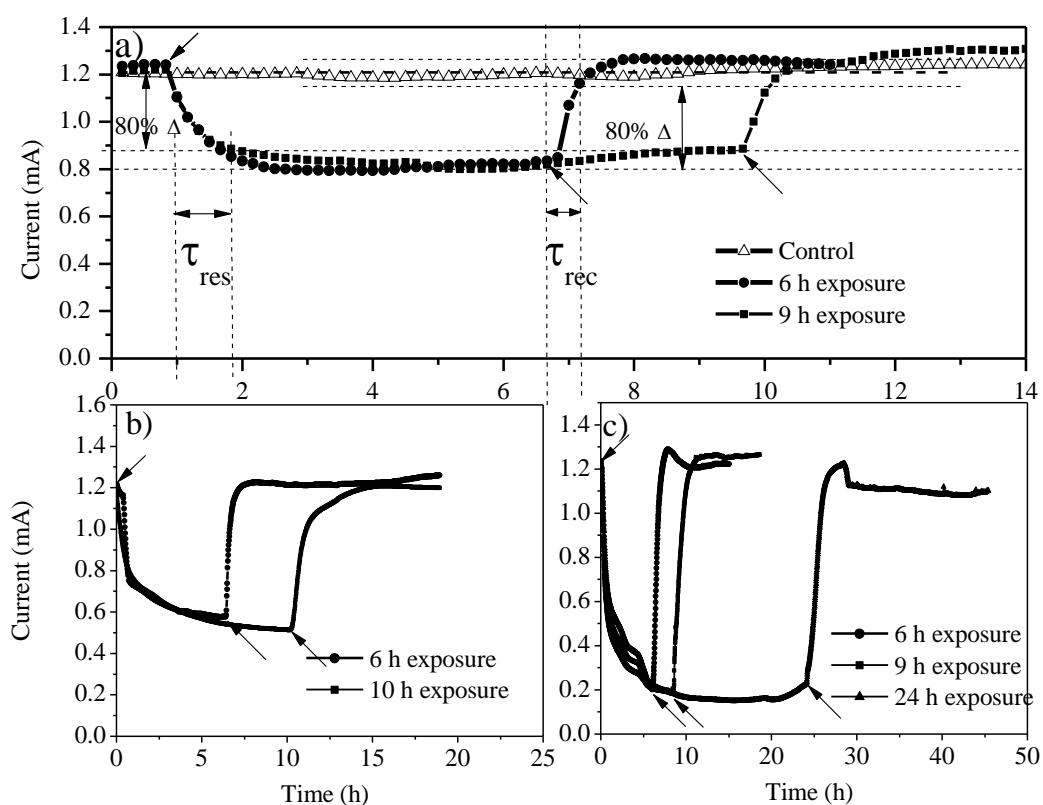 a)
1.4
1.2
1.0
0.8
0.6
0.4
0.2
0.0
Current (mA)
80% Δ
80% Δ
τres
τrec
Control
6 h exposure
9 h exposure
0 2 4 6 8 10 12 14
b)
1.6
1.4
1.2
1.0
0.8
0.6
0.4
0.2
0.0
Current (mA)
6 h exposure
10 h exposure
0 5 10 15 20 25
Time (h)
c)
1.4
1.2
1.0
0.8
0.6
0.4
0.2
0.0
6 h exposure
9 h exposure
24 h exposure
0 10 20 30 40 50
Time (h)